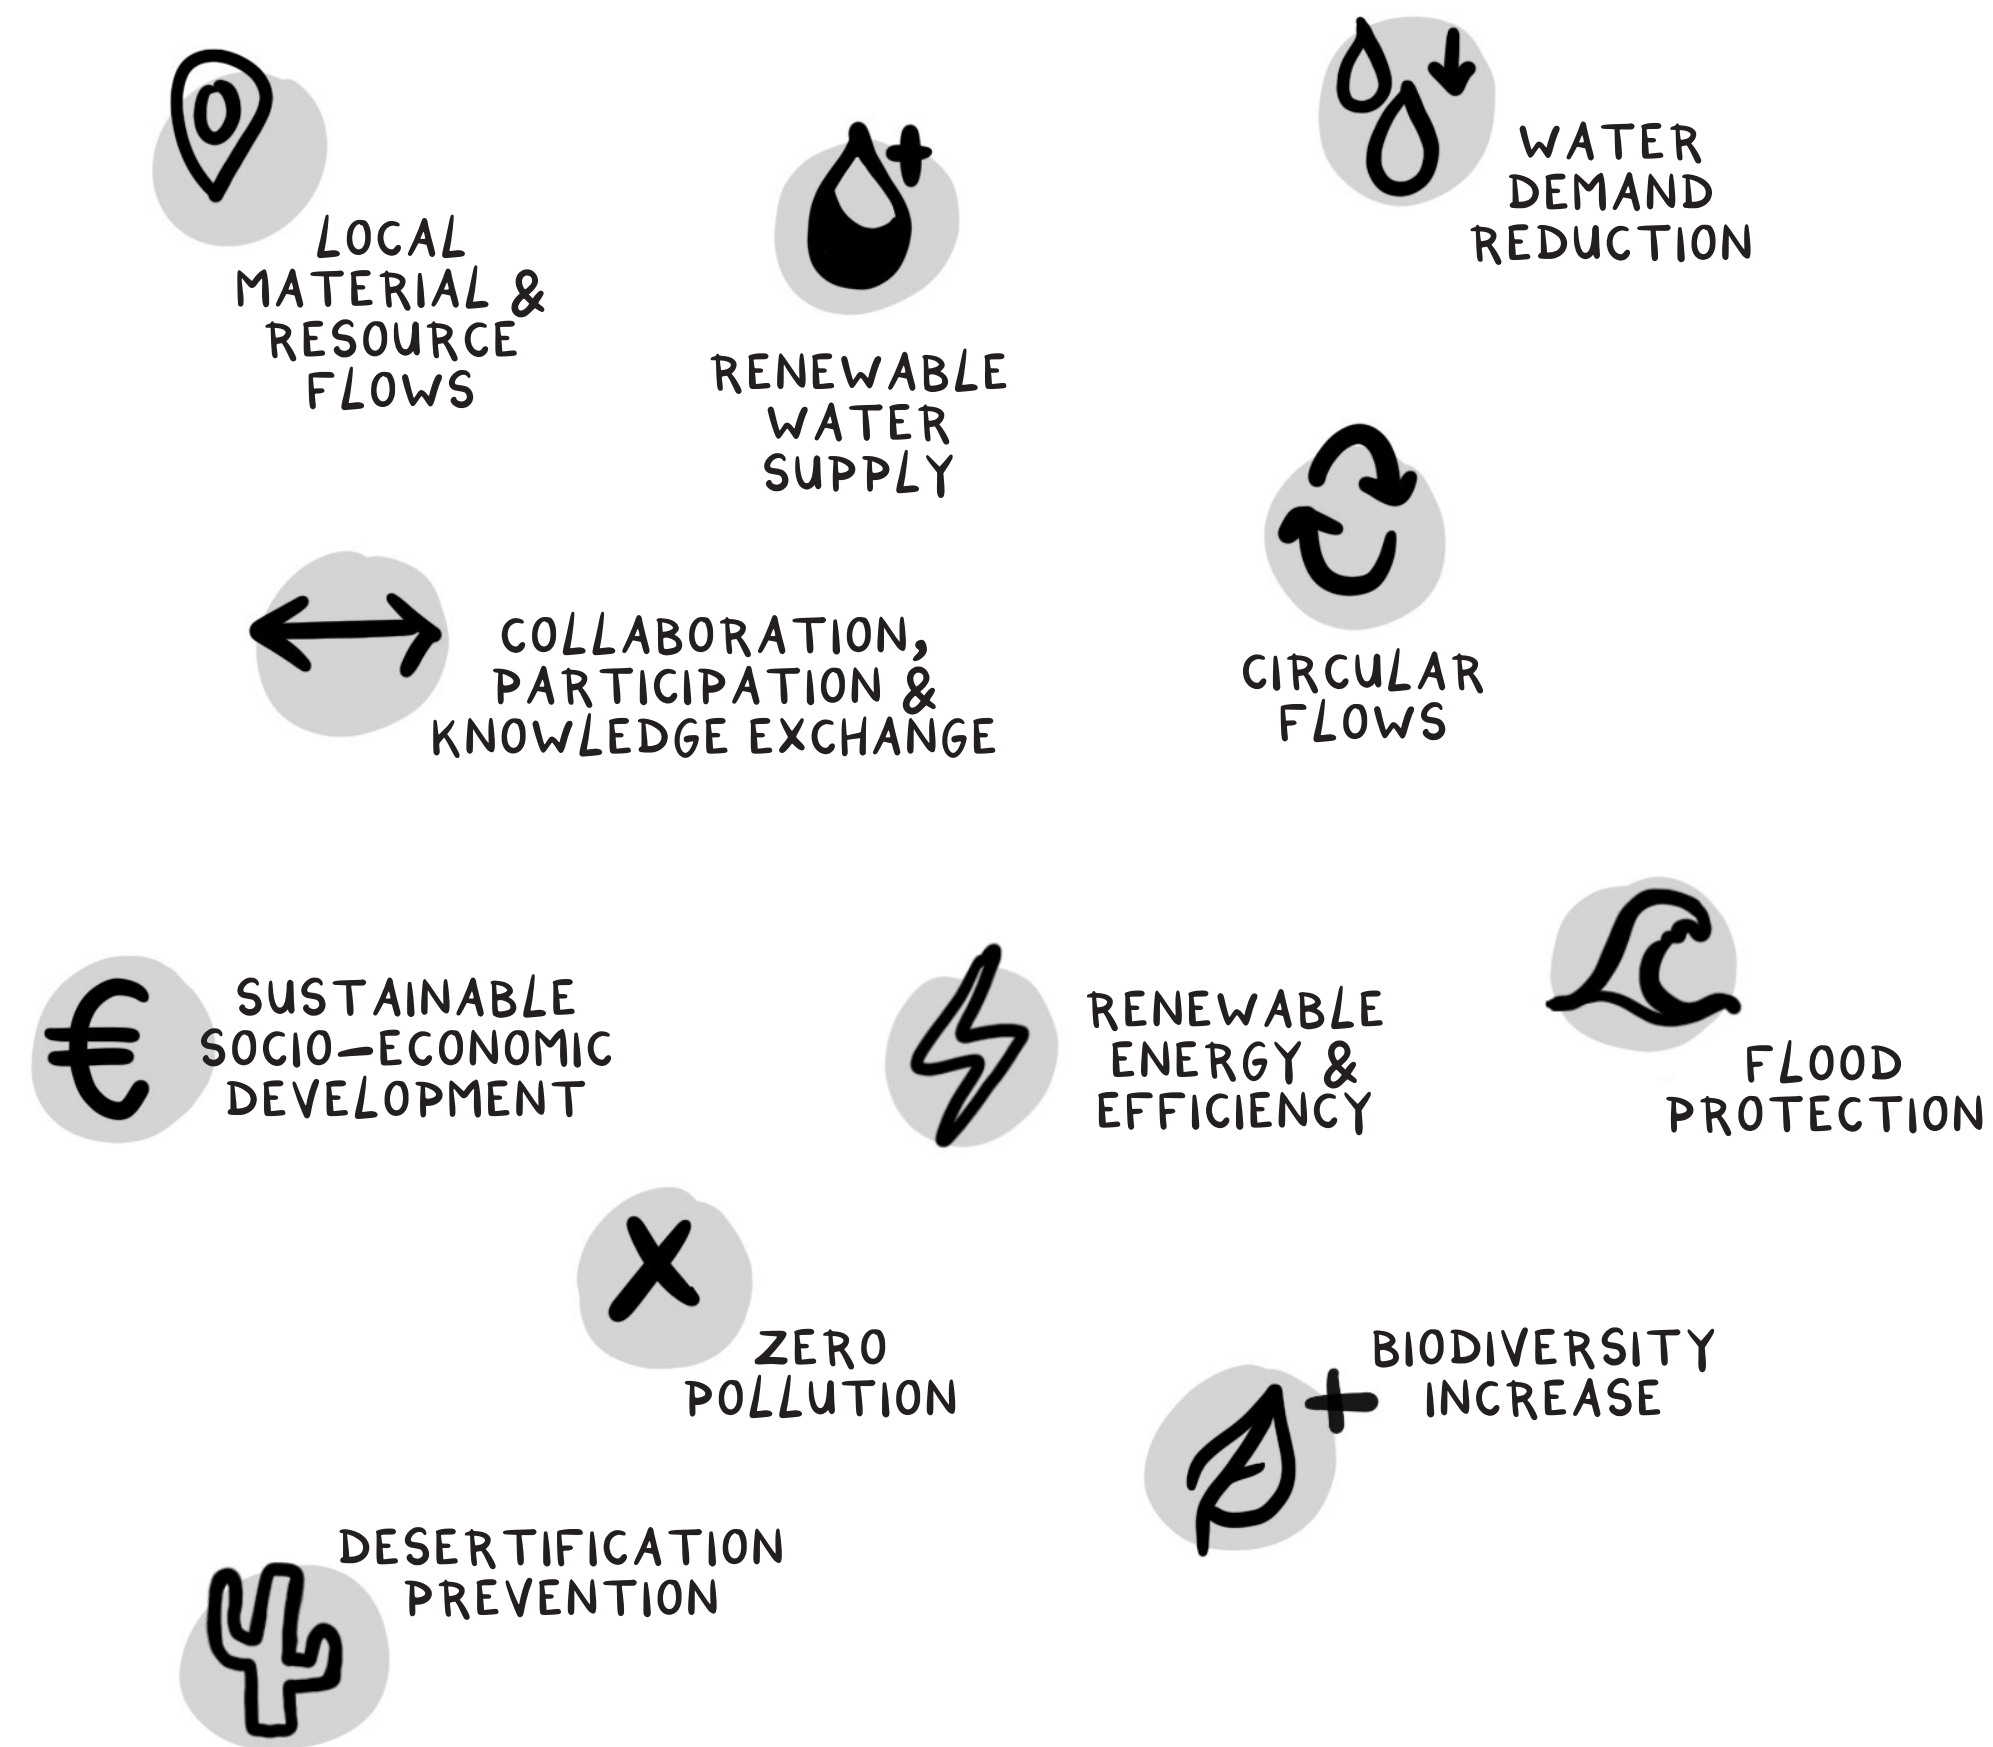 LOCAL
MATERIAL &
RESOURCE
FLOWS
RENEWABLE
WATER
SUPPLY
WATER
DEMAND
REDUCTION
COLLABORATION,
PARTICIPATION &
KNOWLEDGE EXCHANGE
CIRCULAR
FLOWS
SUSTAINABLE
SOCIO-ECONOMIC
DEVELOPMENT
RENEWABLE
ENERGY &
EFFICIENCY
FLOOD
PROTECTION
ZERO
POLLUTION
BIODIVERSITY
INCREASE
DESERTIFICATION
PREVENTION